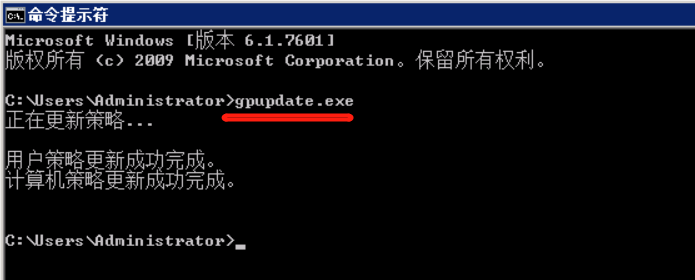 命令提示符
Microsoft Windows [版本 6.1.7601]
版权所有 (c) 2009 Microsoft Corporation。保留所有权利。
C:\Users\Administrator>gpupdate.exe
正在更新策略...
用户策略更新成功完成。
计算机策略更新成功完成。
C:\Users\Administrator>_